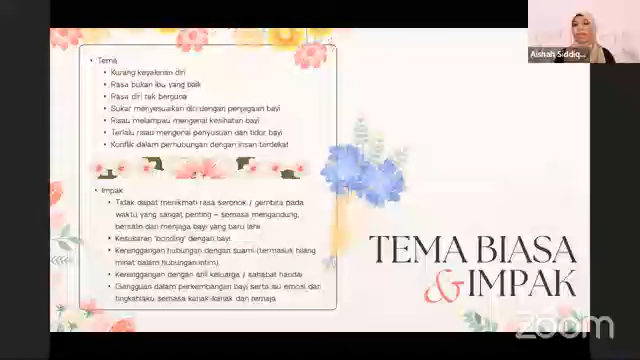 Tema
Kurang keyakinan diri
Rasa bukan ibu yang baik
Rasa diri tak berguna
Sukar menyesuaikan diri dengan penjagaan bayi
Risau melampau mengenai kesihatan bayi
Terlalu risau mengenai penyusuan dan tidur bayi
Konflik dalam perhubungan dengan insan terdekat
Impak
Tidak dapat menikmati rasa seronok / gembira pada
waktu yang sangat penting - semasa mengandung,
bersalin dan menjaga bayi yang baru lahir
Kesukaran 'bonding' dengan bayi
Kerenggangan hubungan dengan suami (termasuk hilang
minat dalam hubungan intim)
Kerenggangan dengan ahli keluarga / sahabat handai
Gangguan dalam perkembangan bayi serta isu emosi dan
tingkahlaku semasa kanak-kanak dan remaja
TEMA BIASA
& IMPAK
Aishah Siddiq...
zoom